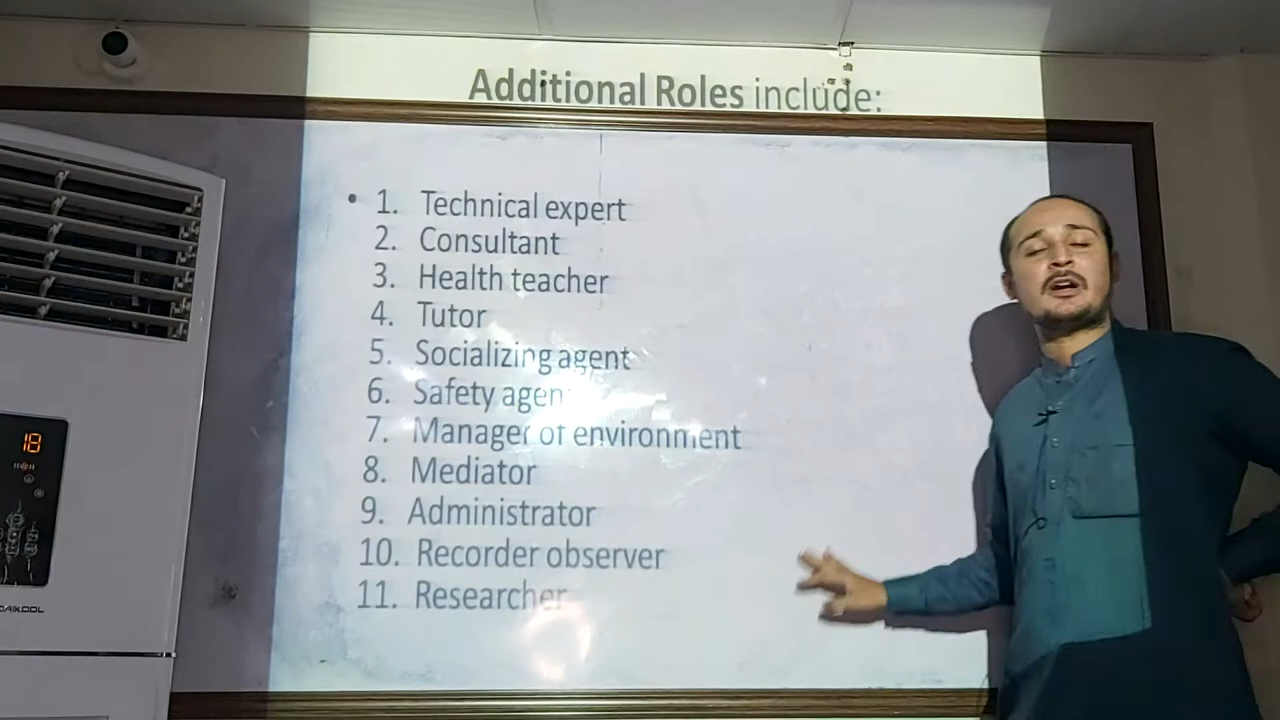 Additional Roles include:
• 1. Technical expert
2. Consultant
3. Health teacher
4. Tutor
5. Socializing agent
6. Safety agen
7. Manager of environment
8. Mediator
9. Administrator
10. Recorder observer
11. Researcher
18